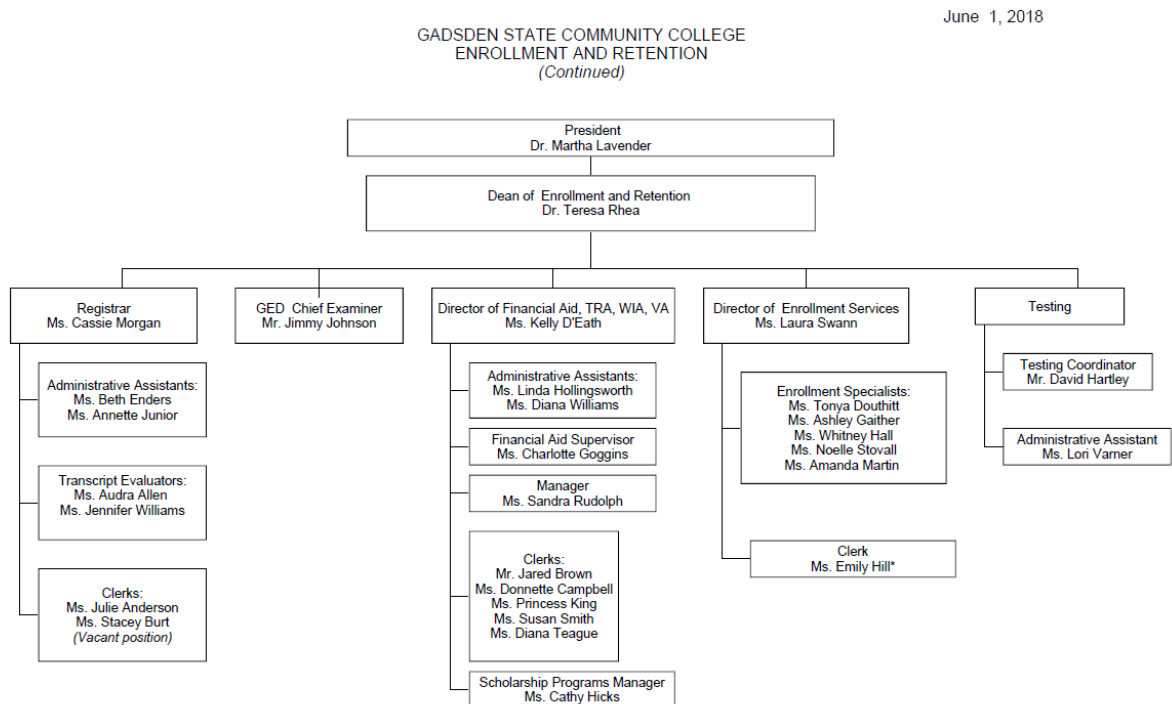 June 1, 2018
GADSDEN STATE COMMUNITY COLLEGE
ENROLLMENT AND RETENTION
(Continued)
President
Dr. Martha Lavender
Dean of Enrollment and Retention
Dr. Teresa Rhea
Registrar
Ms. Cassie Morgan
Administrative Assistants:
Ms. Beth Enders
Ms. Annette Junior
Transcript Evaluators:
Ms. Audra Allen
Ms. Jennifer Williams
Clerks:
Ms. Julie Anderson
Ms. Stacey Burt
(Vacant position)
GED Chief Examiner
Mr. Jimmy Johnson
Director of Financial Aid, TRA, WIA, VA
Ms. Kelly D'Eath
Administrative Assistants:
Ms. Linda Hollingsworth
Ms. Diana Williams
Financial Aid Supervisor
Ms. Charlotte Goggins
Manager
Ms. Sandra Rudolph
Clerks:
Mr. Jared Brown
Ms. Donnette Campbell
Ms. Princess King
Ms. Susan Smith
Ms. Diana Teague
Scholarship Programs Manager
Ms. Cathy Hicks
Director of Enrollment Services
Ms. Laura Swann
Enrollment Specialists:
Ms. Tonya Douthitt
Ms. Ashley Gaither
Ms. Whitney Hall
Ms. Noelle Stovall
Ms. Amanda Martin
Clerk
Ms. Emily Hill*
Testing
Testing Coordinator
Mr. David Hartley
Administrative Assistant
Ms. Lori Varner